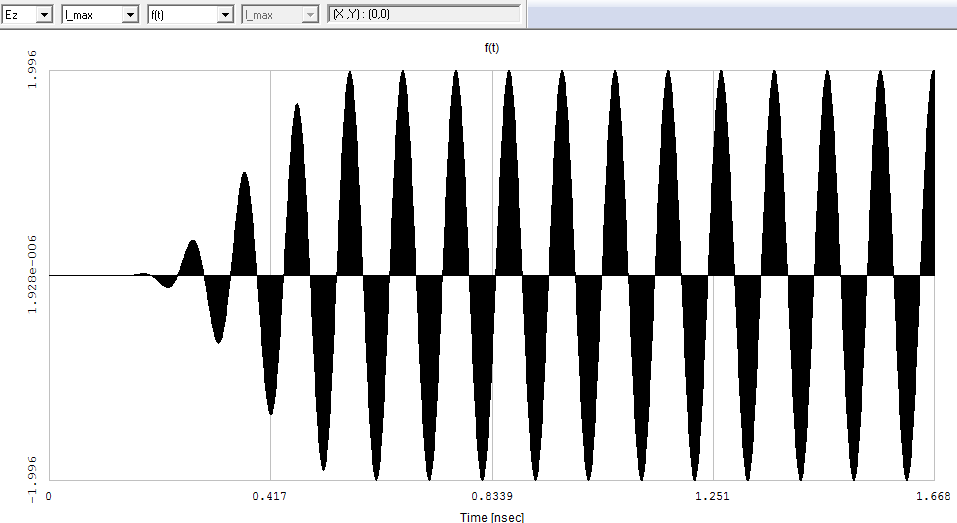 Ez I_max f(t) I_max (X ,Y) : (0,0)
f(t)
1.996
1.928e-006
-1.996
0 0.417 0.8339 1.251 1.668
Time [nsec]